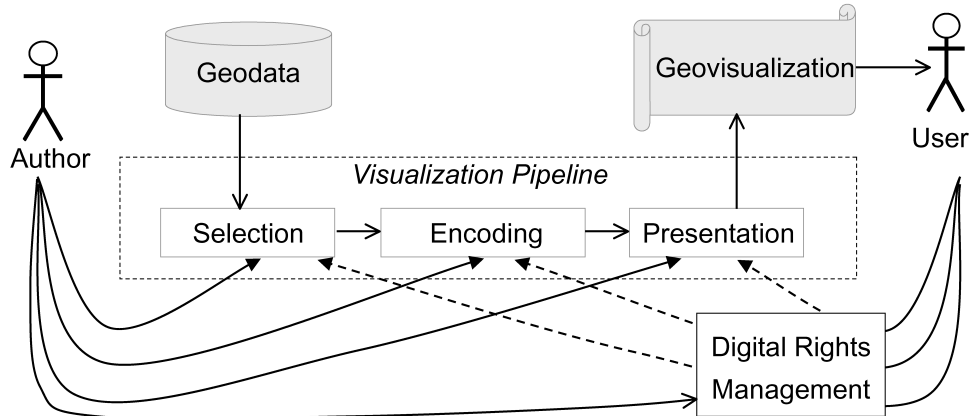 Geodata
Geovisualization
Author
User
Visualization Pipeline
Selection
Encoding
Presentation
Digital Rights
Management